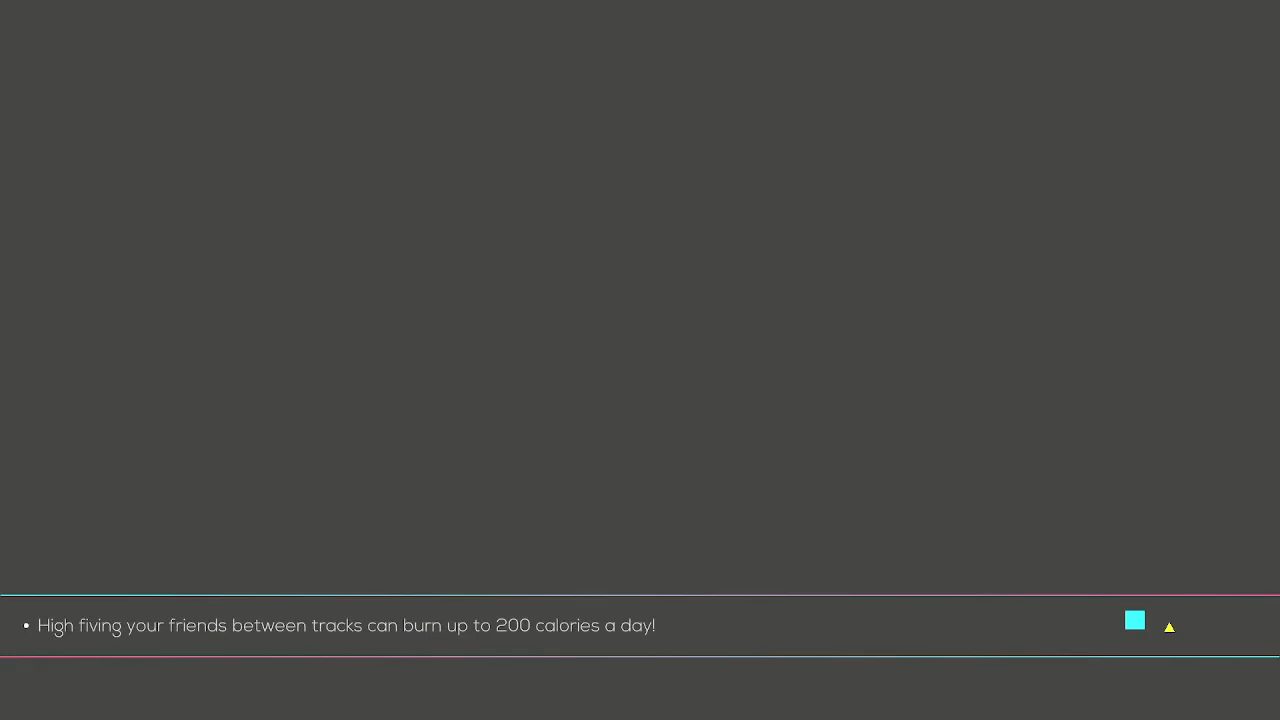 • High fiving your friends between tracks can burn up to 200 calories a day!